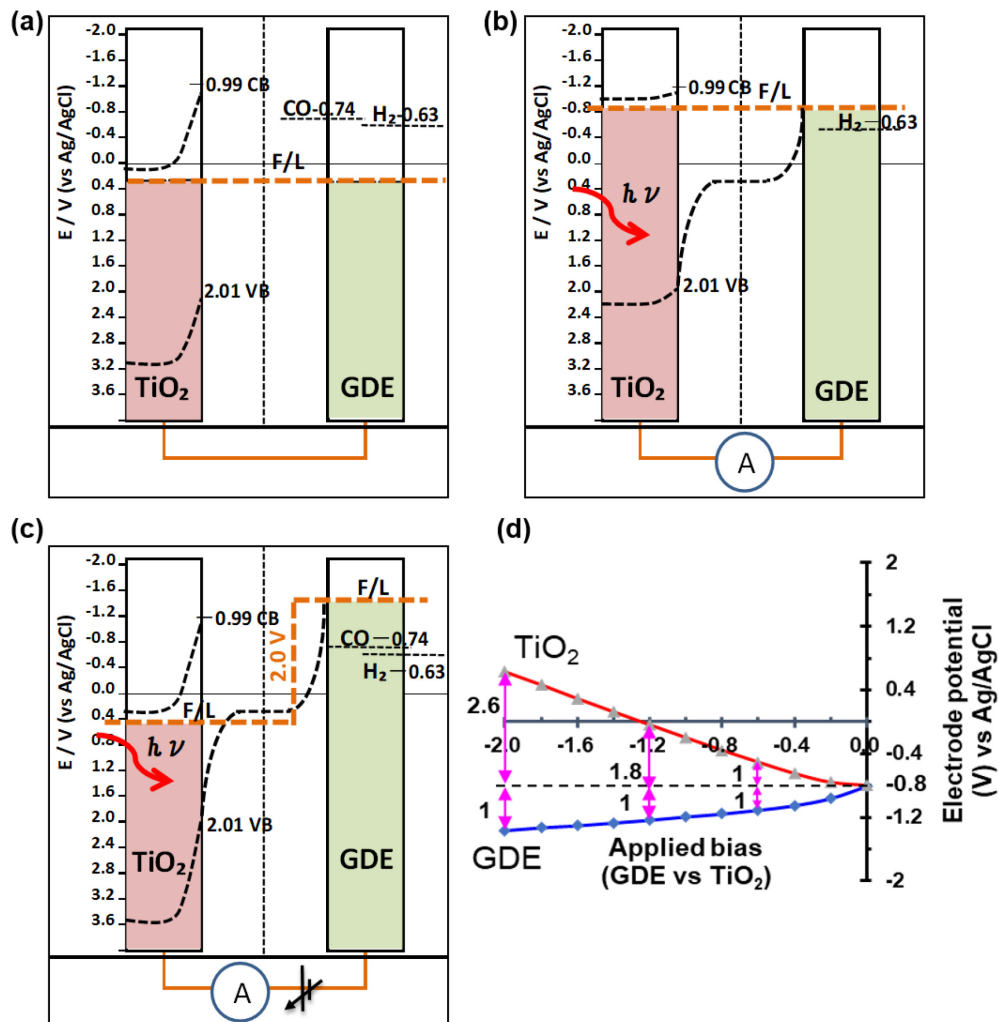 (a)
E / V (vs Ag/AgCl)
-2.0
-1.6
-1.2
-0.8
-0.4
0.0
0.4
0.8
1.2
1.6
2.0
2.4
2.8
3.2
3.6
0.99 CB
CO-0.74
H₂-0.63
F/L
2.01 VB
TiO₂
GDE
(b)
E / V (vs Ag/AgCl)
-2.0
-1.6
-1.2
-0.8
-0.4
0.0
0.4
0.8
1.2
1.6
2.0
2.4
2.8
3.2
3.6
0.99 CB
F/L
H₂—0.63
h ν
2.01 VB
TiO₂
GDE
A
(c)
E / V (vs Ag/AgCl)
-2.0
-1.6
-1.2
-0.8
-0.4
0.0
0.4
0.8
1.2
1.6
2.0
2.4
2.8
3.2
3.6
0.99 CB
F/L
2.0 V
CO—0.74
H₂—0.63
F/L
h ν
2.01 VB
TiO₂
GDE
A
(d)
2
1.2
0.4
-0.4
-0.8
-1.2
-2
Electrode potential
(V) vs Ag/AgCl
TiO₂
2.6
-2.0 -1.6 -1.2 -0.8 -0.4 0.0
1.8
1
1
1
1
GDE
Applied bias
(GDE vs TiO₂)